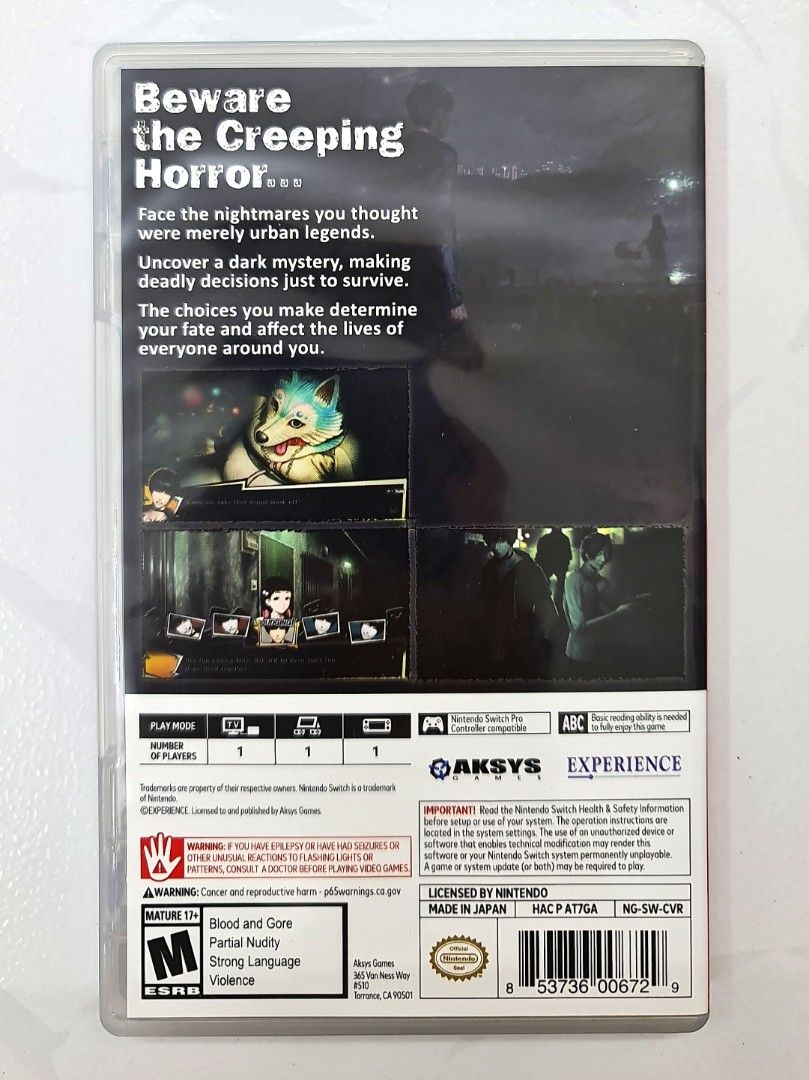 Beware
the Creeping
Horror...
Face the nightmares you thought
were merely urban legends.
Uncover a dark mystery, making
deadly decisions just to survive.
The choices you make determine
your fate and affect the lives of
everyone around you.
PLAY MODE
TV
NUMBER
OF PLAYERS
1
1
1
Nintendo Switch Pro
Controller compatible
ABC
Basic reading ability is needed
to fully enjoy this game
AKSYS
GAMES
EXPERIENCE
Trademarks are property of their respective owners. Nintendo Switch is a trademark
of Nintendo.
©EXPERIENCE. Licensed to and published by Aksys Games.
WARNING: IF YOU HAVE EPILEPSY OR HAVE HAD SEIZURES OR
OTHER UNUSUAL REACTIONS TO FLASHING LIGHTS OR
PATTERNS, CONSULT A DOCTOR BEFORE PLAYING VIDEO GAMES.
IMPORTANT! Read the Nintendo Switch Health & Safety Information
before setup or use of your system. The operation instructions are
located in the system settings. The use of an unauthorized device or
software that enables technical modification may render this
software or your Nintendo Switch system permanently unplayable.
A game or system update (or both) may be required to play.
WARNING: Cancer and reproductive harm - p65warnings.ca.gov
MATURE 17+
M
ESRB
Blood and Gore
Partial Nudity
Strong Language
Violence
Aksys Games
365 Van Ness Way
#510
Torrance, CA 90501
LICENSED BY NINTENDO
MADE IN JAPAN
HAC P AT7GA
NG-SW-CVR
Official
Nintendo
Seal
8 53736 00672 9